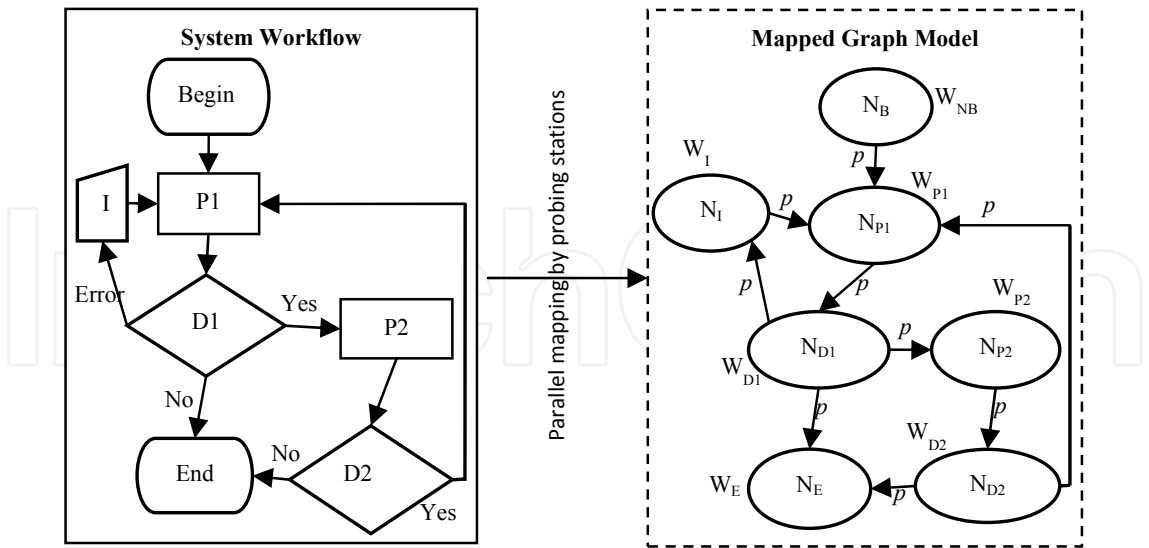 System Workflow
Begin
I
P1
Error
D1
Yes
P2
No
End
No
D2
Yes
Parallel mapping by probing stations
Mapped Graph Model
N_B
W_NB
p
W_I
N_I
p
W_P1
N_P1
p
p
p
W_D1
N_D1
p
W_P2
N_P2
p
p
W_E
N_E
p
W_D2
N_D2